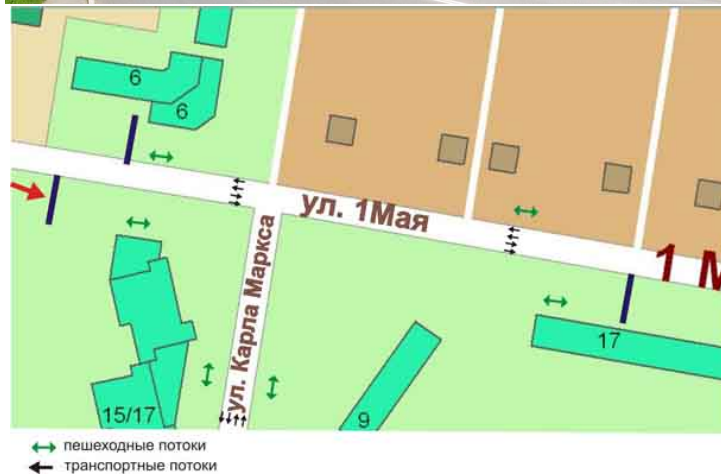 6
6
ул. 1Мая
1 М
ул. Карла Маркса
17
15/17
9
пешеходные потоки
транспортные потоки